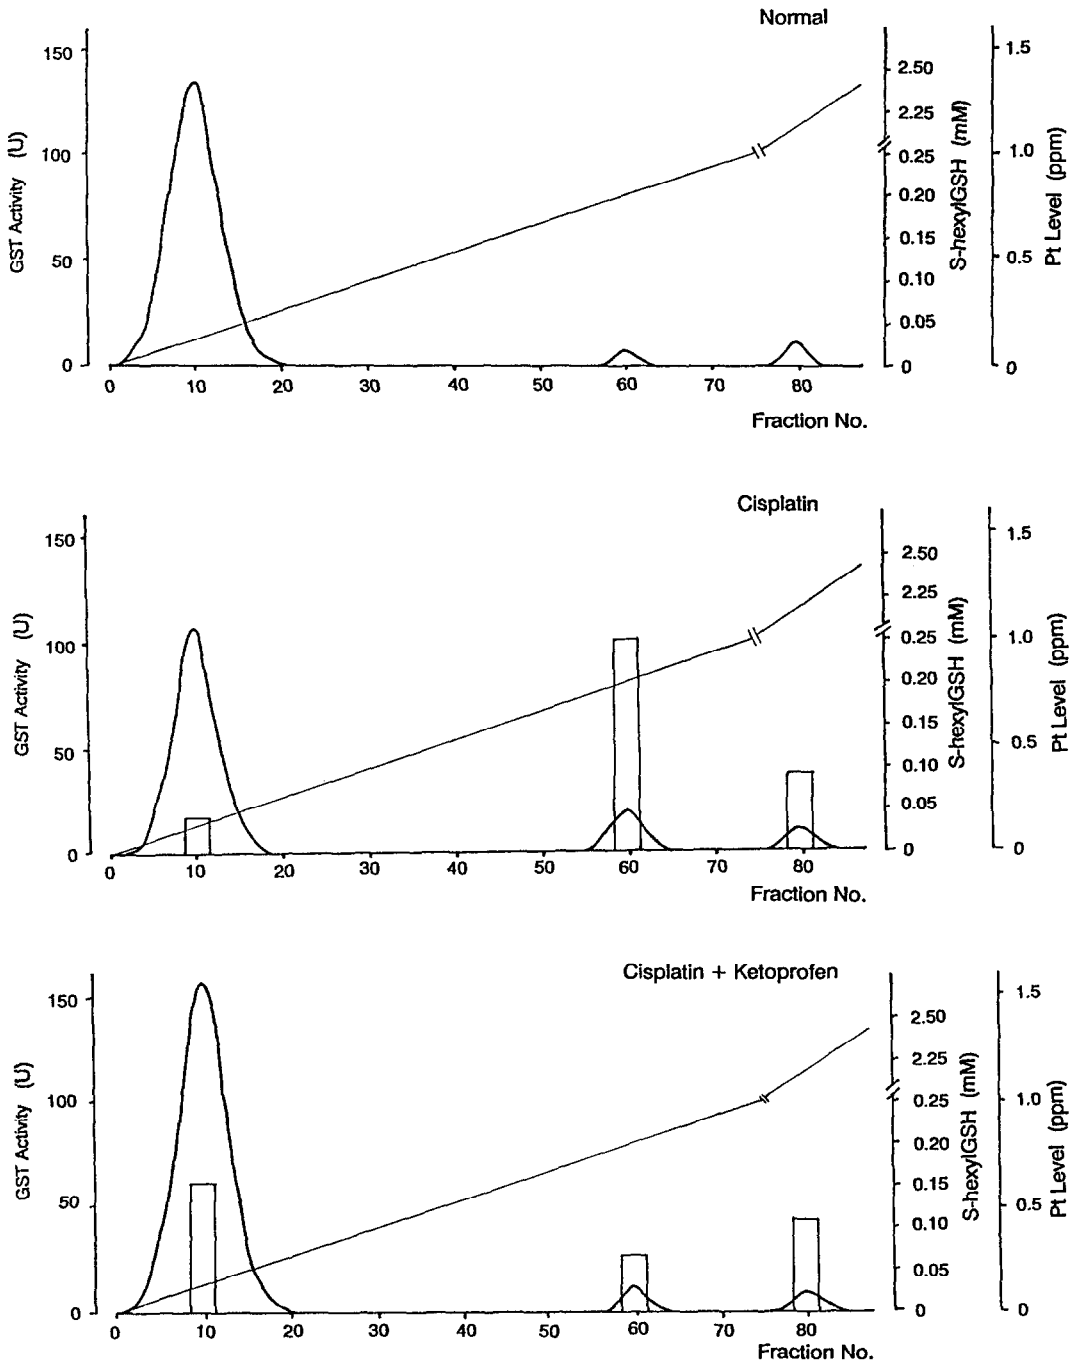 Normal
GST Activity (U)
150
100
50
0
0 10 20 30 40 50 60 70 80
Fraction No.
2.50
2.25
0.25
0.20
0.15
0.10
0.05
0
S-hexylGSH (mM)
1.5
1.0
0.5
0
Pt Level (ppm)
Cisplatin
GST Activity (U)
150
100
50
0
0 10 20 30 40 50 60 70 80
Fraction No.
2.50
2.25
0.25
0.20
0.15
0.10
0.05
0
S-hexylGSH (mM)
1.5
1.0
0.5
0
Pt Level (ppm)
Cisplatin + Ketoprofen
GST Activity (U)
150
100
50
0
0 10 20 30 40 50 60 70 80
Fraction No.
2.50
2.25
0.25
0.20
0.15
0.10
0.05
0
S-hexylGSH (mM)
1.5
1.0
0.5
0
Pt Level (ppm)